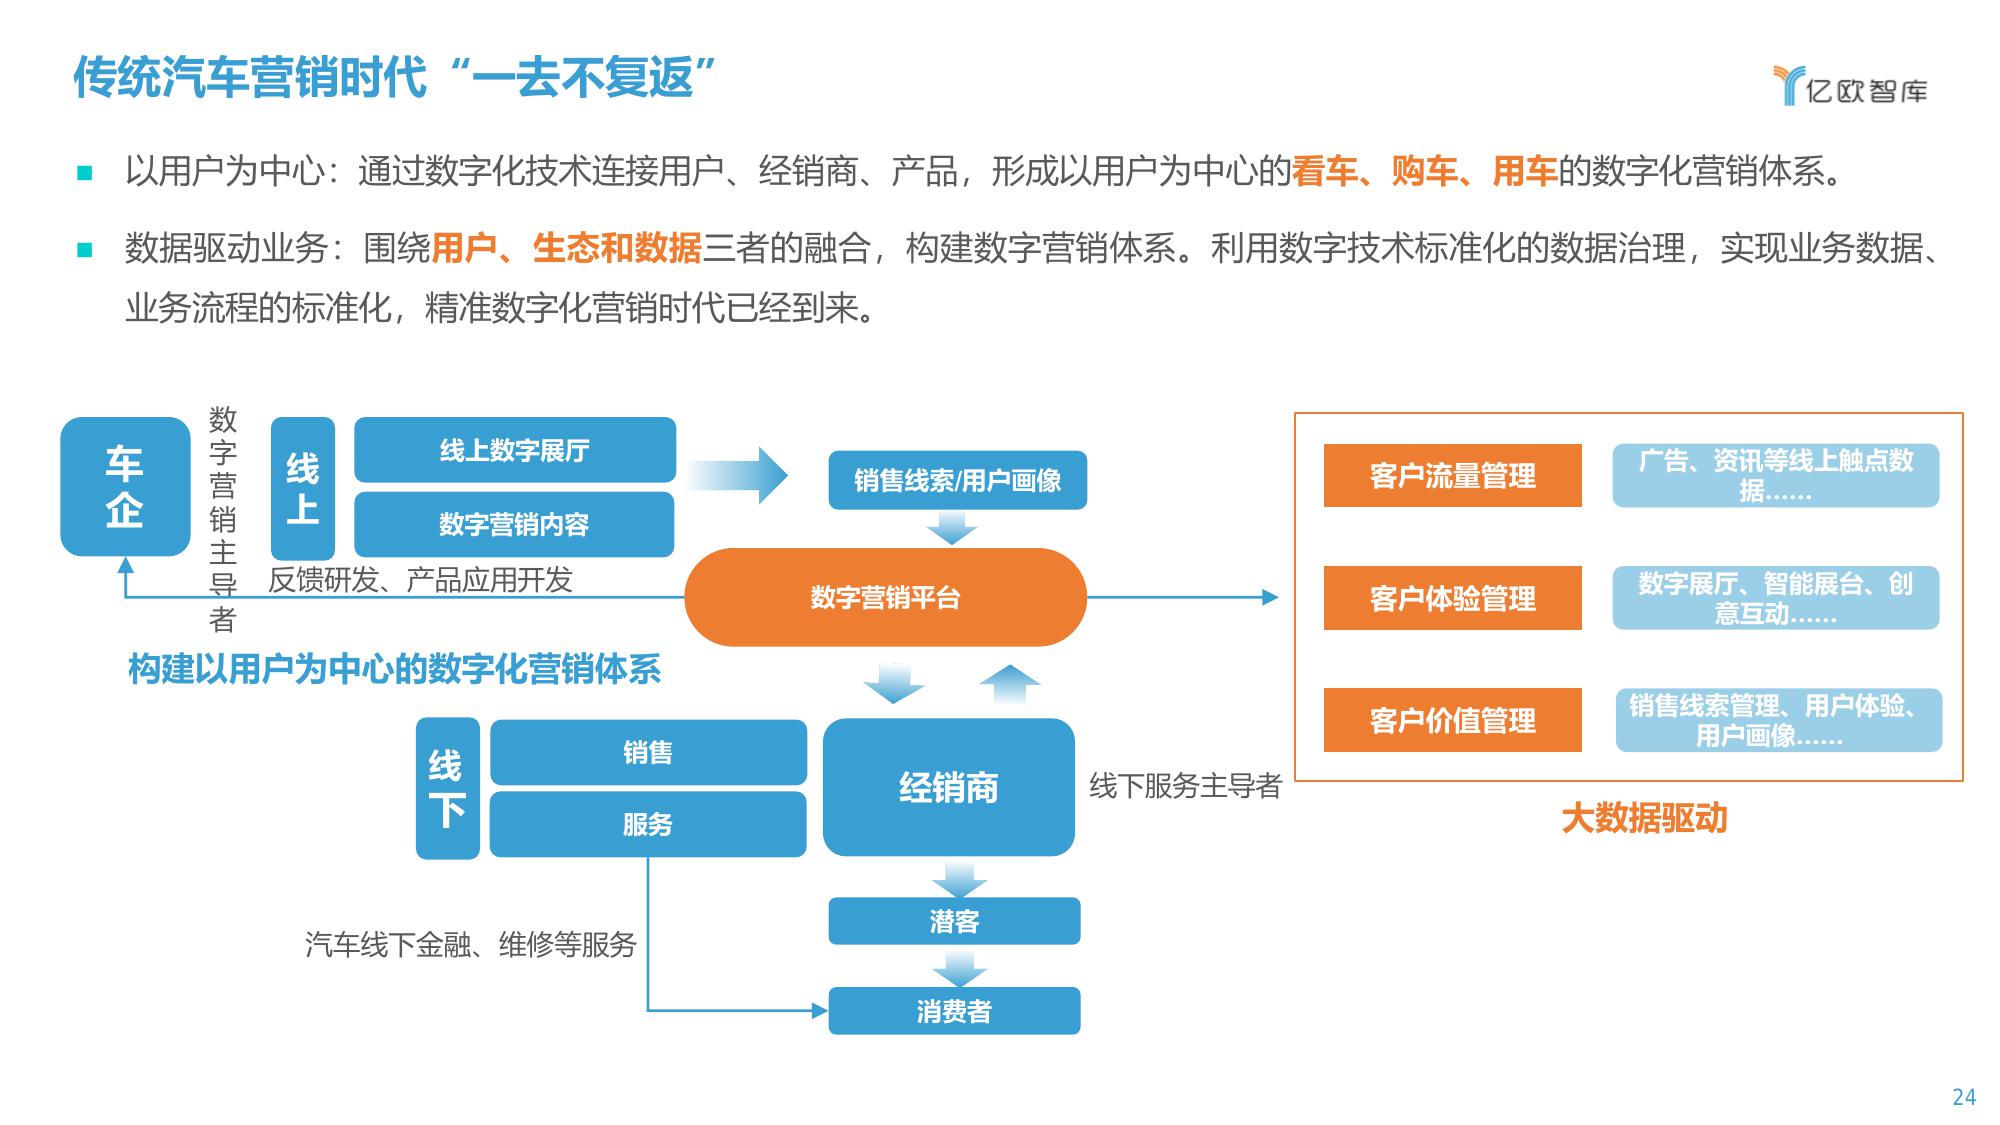 传统汽车营销时代“一去不复返”
亿欧智库
以用户为中心：通过数字化技术连接用户、经销商、产品，形成以用户为中心的看车、购车、用车的数字化营销体系。
数据驱动业务：围绕用户、生态和数据三者的融合，构建数字营销体系。利用数字技术标准化的数据治理，实现业务数据、
业务流程的标准化，精准数字化营销时代已经到来。
车
企
数
字
营
销
主
导
者
线
上
线上数字展厅
数字营销内容
销售线索/用户画像
反馈研发、产品应用开发
数字营销平台
构建以用户为中心的数字化营销体系
线
下
销售
服务
经销商
线下服务主导者
汽车线下金融、维修等服务
潜客
消费者
客户流量管理
广告、资讯等线上触点数
据……
客户体验管理
数字展厅、智能展台、创
意互动……
客户价值管理
销售线索管理、用户体验、
用户画像……
大数据驱动
24